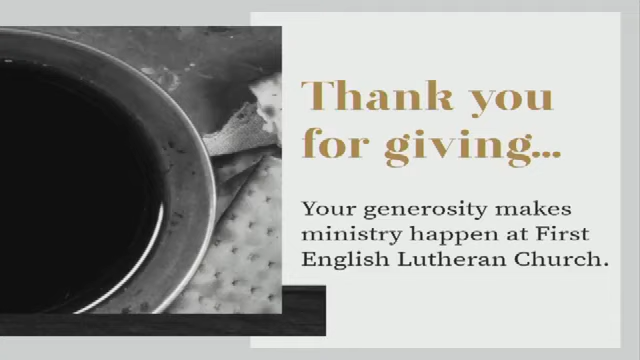 Thank you
for giving...
Your generosity makes
ministry happen at First
English Lutheran Church.